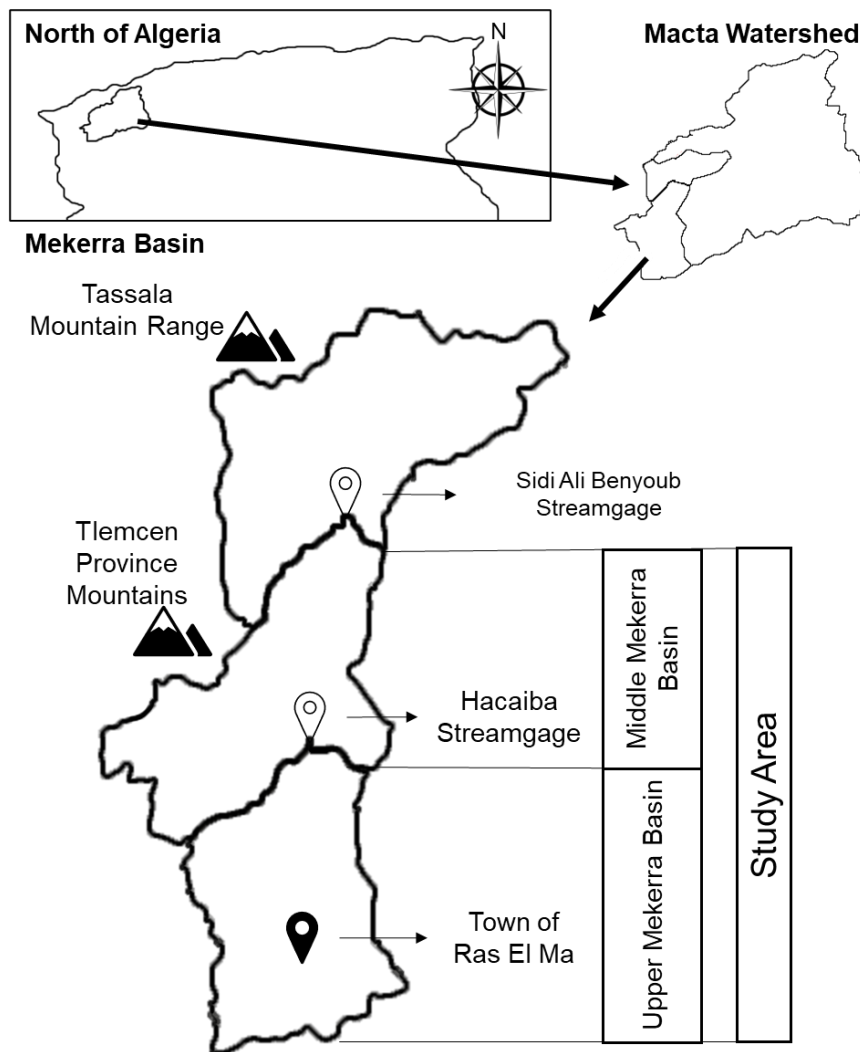 North of Algeria
N
Macta Watershed
Mekerra Basin
Tassala
Mountain Range
Sidi Ali Benyoub
Streamgage
Tlemcen
Province
Mountains
Hacaiba
Streamgage
Middle Mekerra
Basin
Study Area
Upper Mekerra Basin
Town of
Ras El Ma